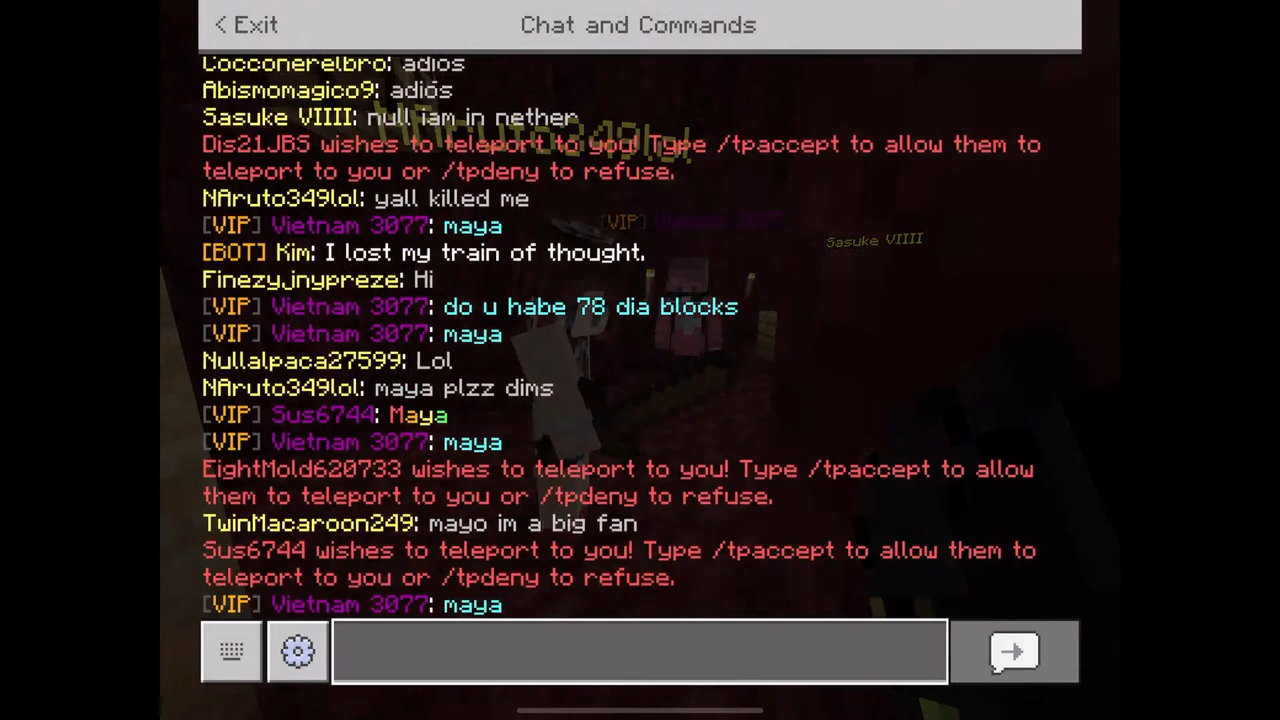 < Exit
Chat and Commands
Cocconerelbro: adios
Abismomagico9: adiós
Sasuke VIIII: null iam in nether
Dis21JBS wishes to teleport to you! Type /tpaccept to allow them to
teleport to you or /tpdeny to refuse.
NAruto349lol
NAruto349lol: yall killed me
[VIP] Vietnam 3077: maya
[VIP] Vietnam 3077
Sasuke VIIII
[BOT] Kim: I lost my train of thought.
Finezyjnypreze: Hi
[VIP] Vietnam 3077: do u habe 78 dia blocks
[VIP] Vietnam 3077: maya
Nullalpaca27599: Lol
NAruto349lol: maya plzz dims
[VIP] Sus6744: Maya
[VIP] Vietnam 3077: maya
EightMold620733 wishes to teleport to you! Type /tpaccept to allow
them to teleport to you or /tpdeny to refuse.
TwinMacaroon249: mayo im a big fan
Sus6744 wishes to teleport to you! Type /tpaccept to allow them to
teleport to you or /tpdeny to refuse.
[VIP] Vietnam 3077: maya